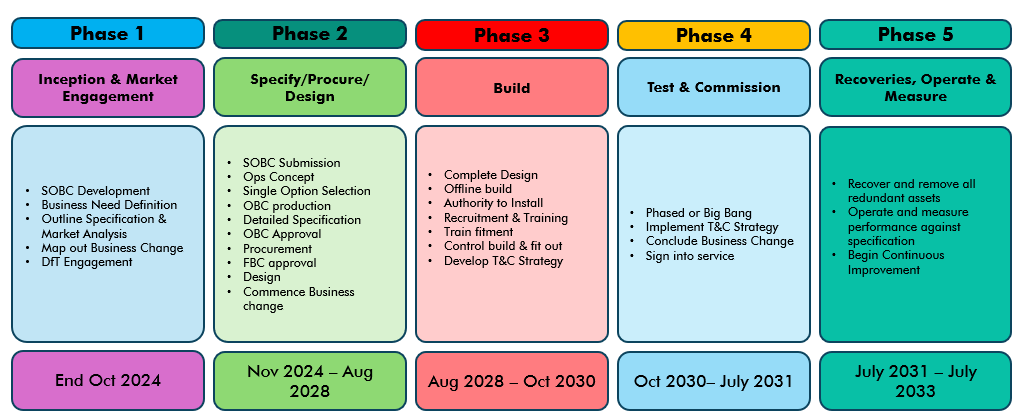 Phase 1
Inception & Market
Engagement
• SOBC Development
• Business Need Definition
• Outline Specification &
Market Analysis
• Map out Business Change
• DfT Engagement
End Oct 2024
Phase 2
Specify/Procure/
Design
• SOBC Submission
• Ops Concept
• Single Option Selection
• OBC production
• Detailed Specification
• OBC Approval
• Procurement
• FBC approval
• Design
• Commence Business
change
Nov 2024 – Aug
2028
Phase 3
Build
• Complete Design
• Offline build
• Authority to Install
• Recruitment & Training
• Train fitment
• Control build & fit out
• Develop T&C Strategy
Aug 2028 – Oct 2030
Phase 4
Test & Commission
• Phased or Big Bang
• Implement T&C Strategy
• Conclude Business Change
• Sign into service
Oct 2030– July 2031
Phase 5
Recoveries, Operate &
Measure
• Recover and remove all
redundant assets
• Operate and measure
performance against
specification
• Begin Continuous
Improvement
July 2031 – July
2033